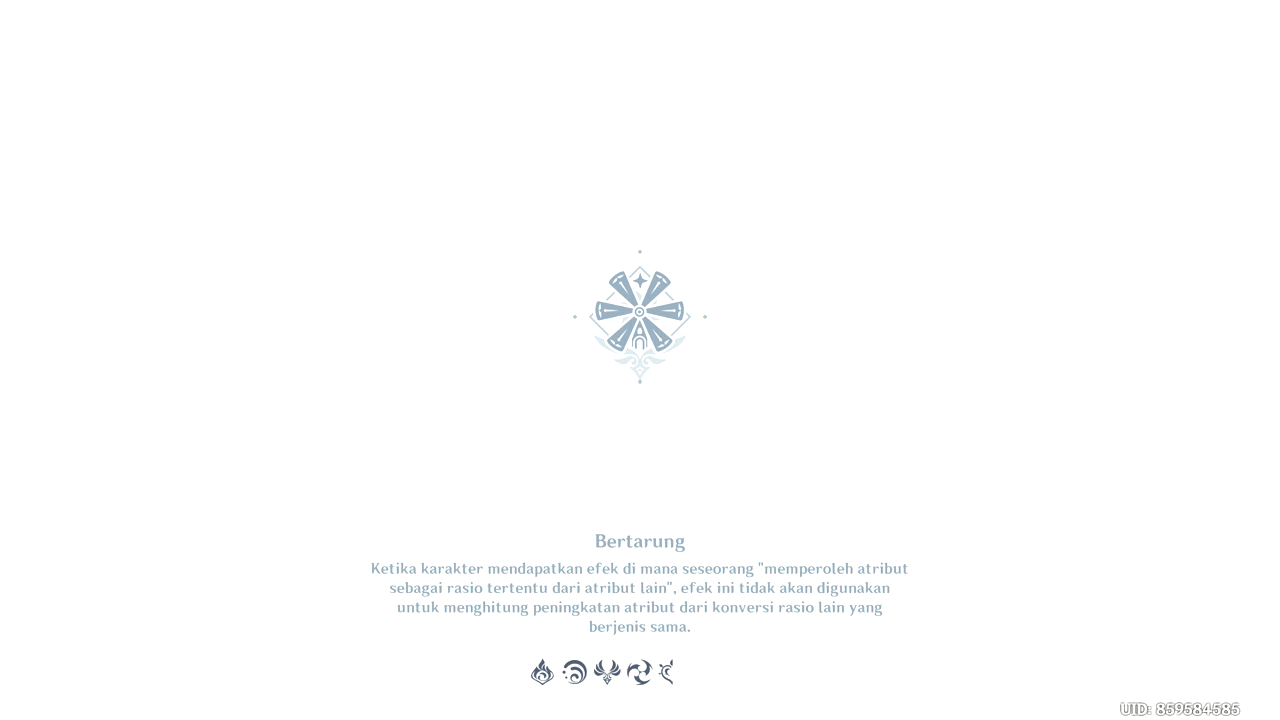 Bertarung
Ketika karakter mendapatkan efek di mana seseorang "memperoleh atribut
sebagai rasio tertentu dari atribut lain", efek ini tidak akan digunakan
untuk menghitung peningkatan atribut dari konversi rasio lain yang
berjenis sama.
UID: 859584585